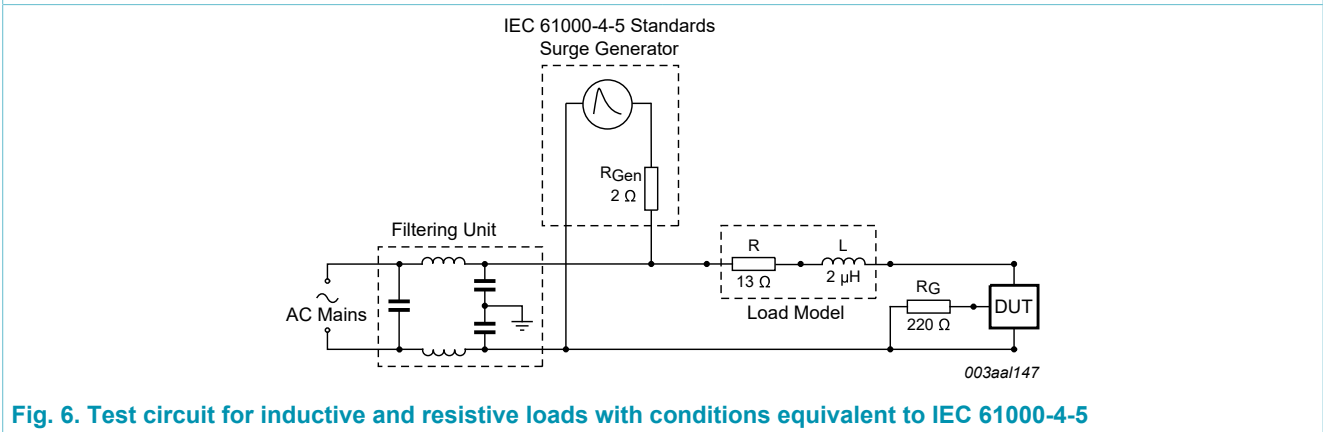 IEC 61000-4-5 Standards
Surge Generator
RGen
2 Ω
Filtering Unit
AC Mains
R
13 Ω
L
2 μH
Load Model
RG
220 Ω
DUT
003aal147
Fig. 6. Test circuit for inductive and resistive loads with conditions equivalent to IEC 61000-4-5